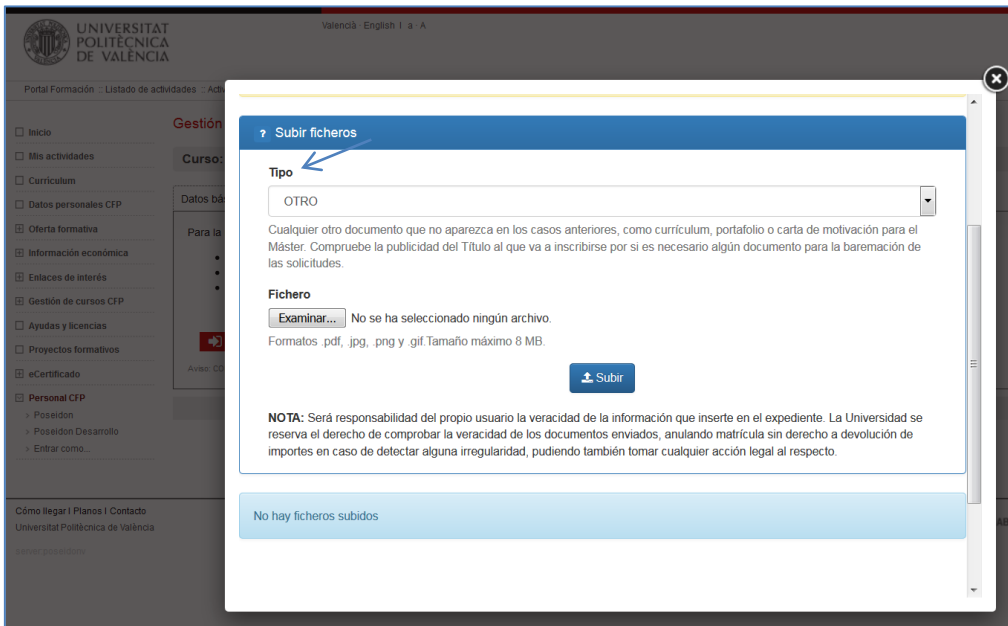 UNIVERSITAT
POLITÈCNICA
DE VALÈNCIA
Valencià · English I a · A
Portal Formación :: Listado de actividades :: Activ
Inicio
Mis actividades
Curriculum
Datos personales CFP
Oferta formativa
Información económica
Enlaces de interés
Gestión de cursos CFP
Ayudas y licencias
Proyectos formativos
eCertificado
Personal CFP
Poseidon
Poseidon Desarrollo
Entrar como...
Gestión
Curso:
Datos bá
Para la
Subir ficheros
Tipo
OTRO
Cualquier otro documento que no aparezca en los casos anteriores, como currículum, portafolio o carta de motivación para el
Máster. Compruebe la publicidad del Título al que va a inscribirse por si es necesario algún documento para la baremación de
las solicitudes.
Fichero
Examinar... No se ha seleccionado ningún archivo.
Formatos .pdf, .jpg, .png y .gif.Tamaño máximo 8 MB.
Subir
NOTA: Será responsabilidad del propio usuario la veracidad de la información que inserte en el expediente. La Universidad se
reserva el derecho de comprobar la veracidad de los documentos enviados, anulando matrícula sin derecho a devolución de
importes en caso de detectar alguna irregularidad, pudiendo también tomar cualquier acción legal al respecto.
No hay ficheros subidos
Cómo llegar I Planos I Contacto
Universitat Politècnica de València